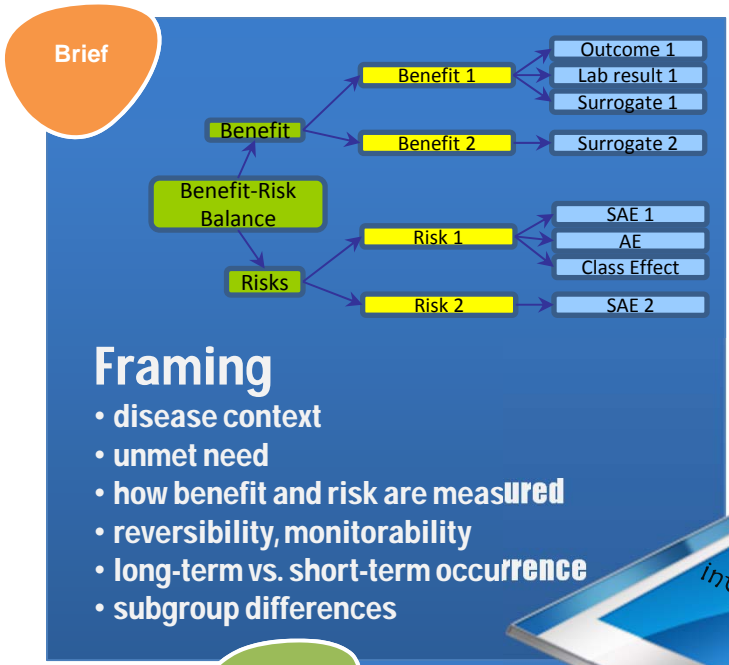 Brief
Outcome 1
Benefit 1
Lab result 1
Surrogate 1
Benefit
Benefit 2
Surrogate 2
Benefit-Risk
Balance
SAE 1
Risk 1
AE
Class Effect
Risks
Risk 2
SAE 2
Framing
• disease context
• unmet need
• how benefit and risk are measured
• reversibility, monitorability
• long-term vs. short-term occurrence
• subgroup differences